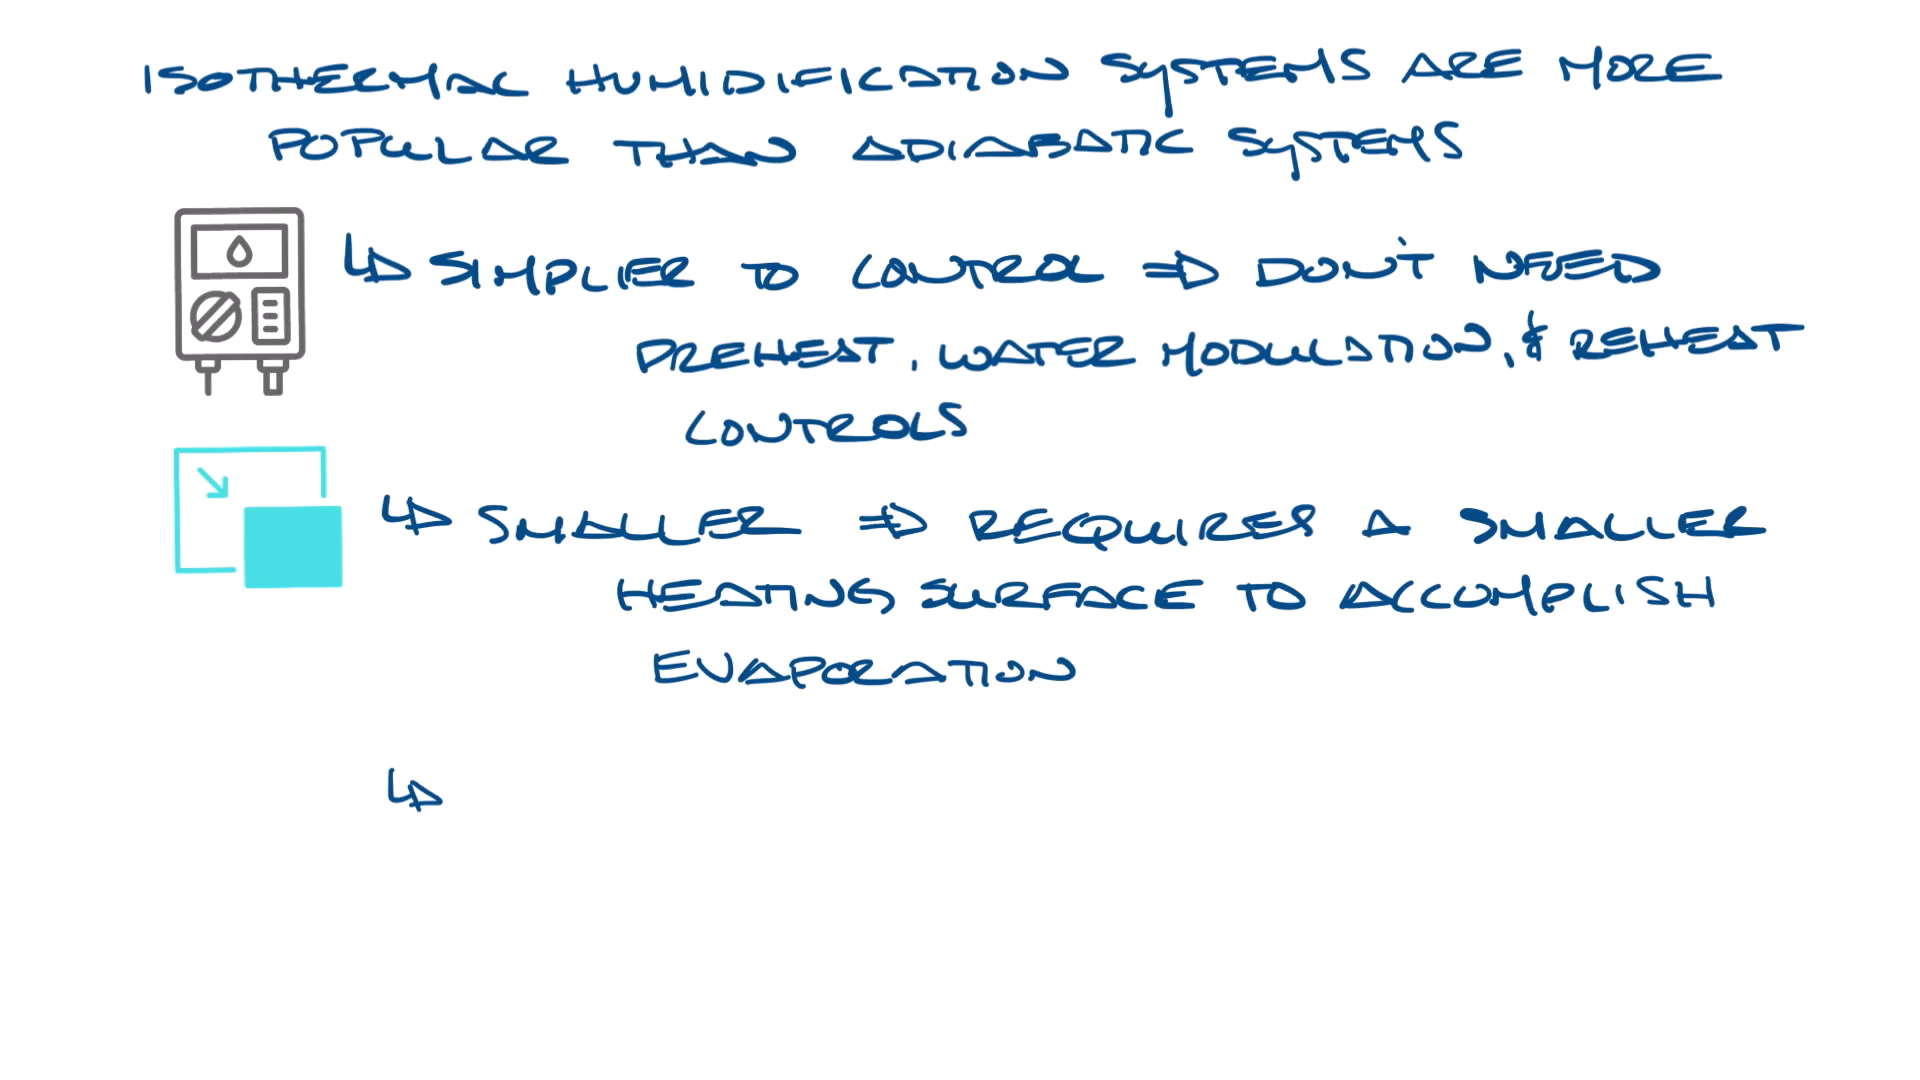 ISOTHERMAL HUMIDIFICATION SYSTEMS ARE MORE
POPULAR THAN ADIABATIC SYSTEMS
↳ SIMPLER TO CONTROL ⇒ DON'T NEED
PREHEAT, WATER MODULATION, & REHEAT
CONTROLS
↳ SMALLER ⇒ REQUIRES A SMALLER
HEATING SURFACE TO ACCOMPLISH
EVAPORATION
↳